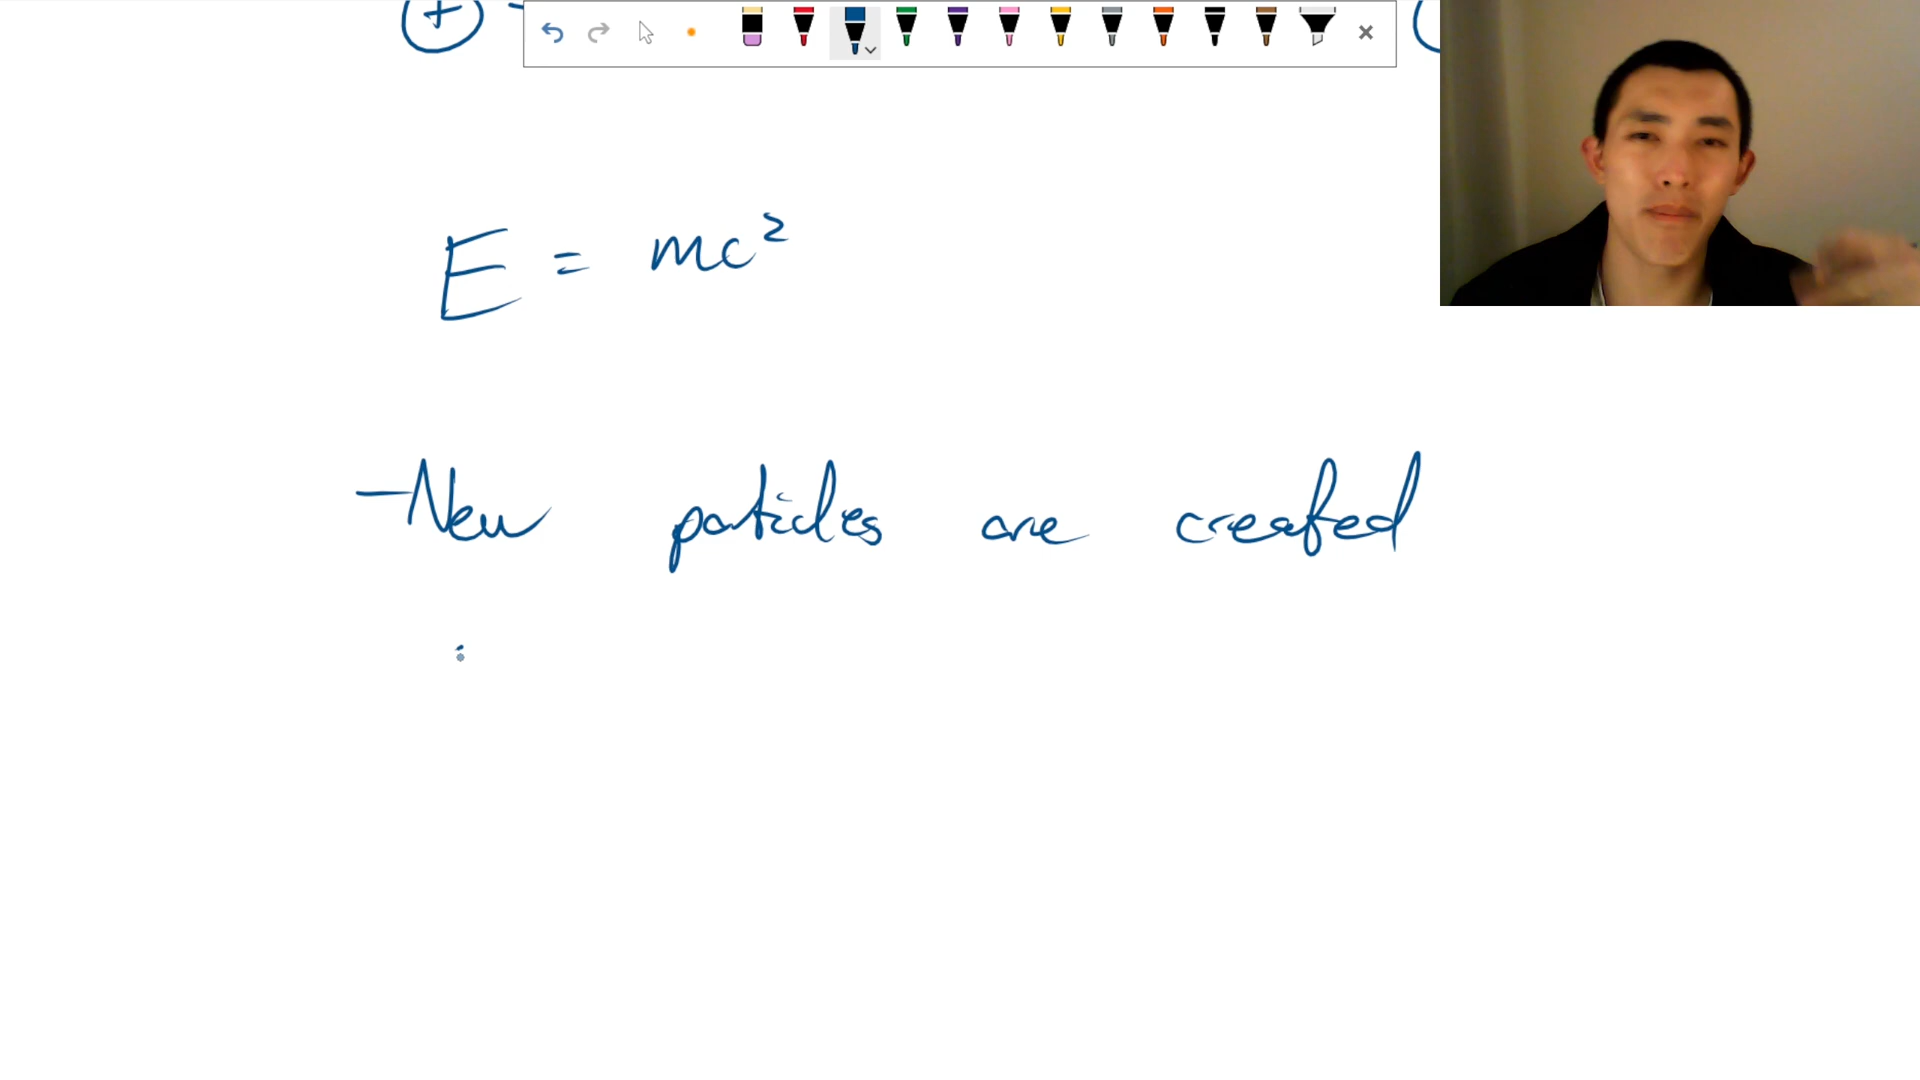 + -
E = mc²
- New particles are created